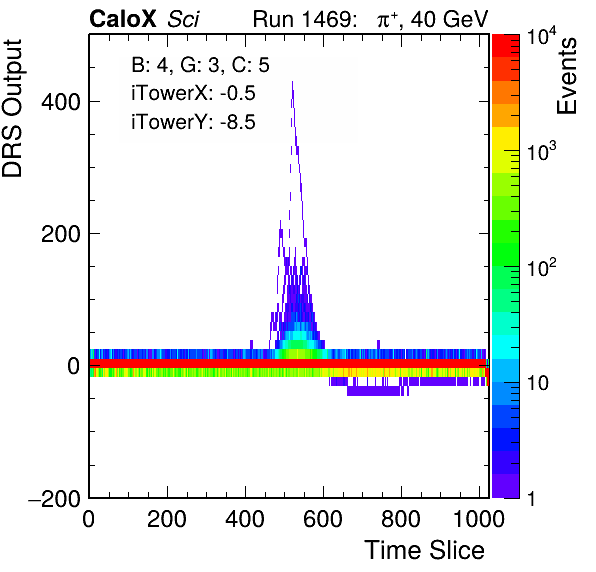 CaloX Sci Run 1469: π⁺, 40 GeV
B: 4, G: 3, C: 5
iTowerX: -0.5
iTowerY: -8.5
DRS Output
400
200
0
−200
0 200 400 600 800 1000
Time Slice
Events
10⁴
10³
10²
10
1